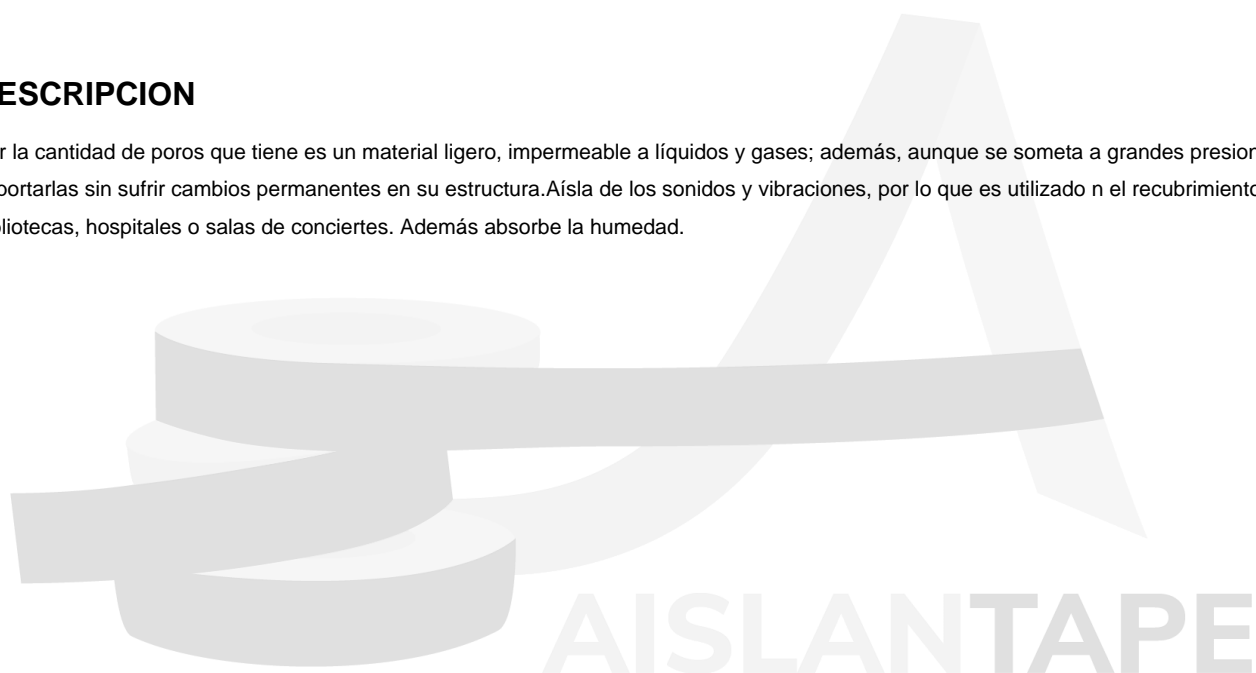 ESCRIPCION
r la cantidad de poros que tiene es un material ligero, impermeable a líquidos y gases; además, aunque se someta a grandes presion
portarlas sin sufrir cambios permanentes en su estructura.Aísla de los sonidos y vibraciones, por lo que es utilizado n el recubrimiento
liotecas, hospitales o salas de conciertes. Además absorbe la humedad.
AISLANTAPE